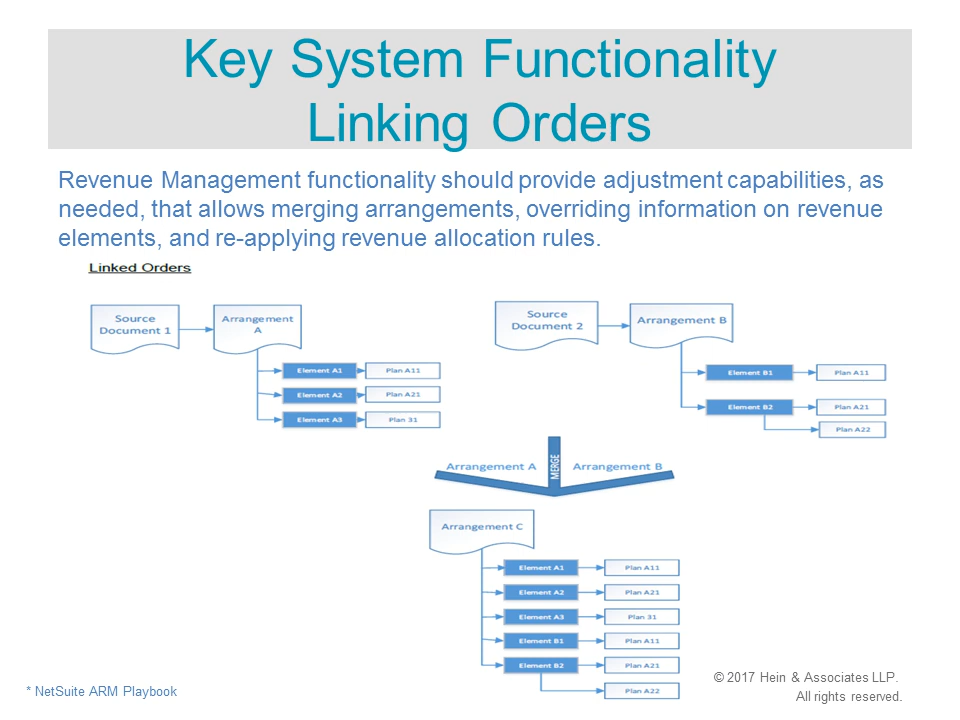 Key System Functionality
Linking Orders
Revenue Management functionality should provide adjustment capabilities, as
needed, that allows merging arrangements, overriding information on revenue
elements, and re-applying revenue allocation rules.
Linked Orders
Source
Document 1
Arrangement
A
Element A1
Plan A11
Element A2
Plan A21
Element A3
Plan 31
Source
Document 2
Arrangement B
Element B1
Plan A11
Element B2
Plan A21
Plan A22
Arrangement A
MERGE
Arrangement B
Arrangement C
Element A1
Plan A11
Element A2
Plan A21
Element A3
Plan 31
Element B1
Plan A11
Element B2
Plan A21
Plan A22
* NetSuite ARM Playbook
© 2017 Hein & Associates LLP.
All rights reserved.